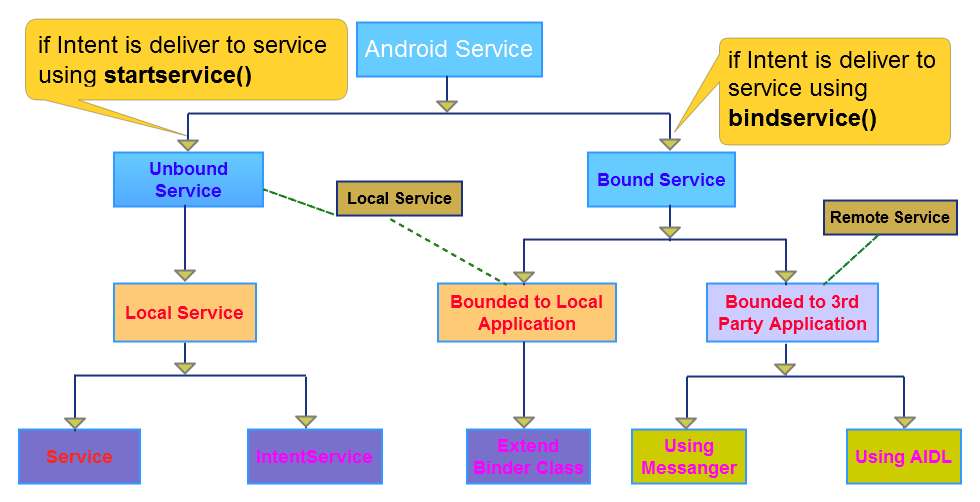 if Intent is deliver to service
using startservice()
Android Service
if Intent is deliver to
service using
bindservice()
Unbound
Service
Local Service
Bound Service
Remote Service
Local Service
Bounded to Local
Application
Bounded to 3rd
Party Application
Service
IntentService
Extend
Binder Class
Using
Messanger
Using AIDL